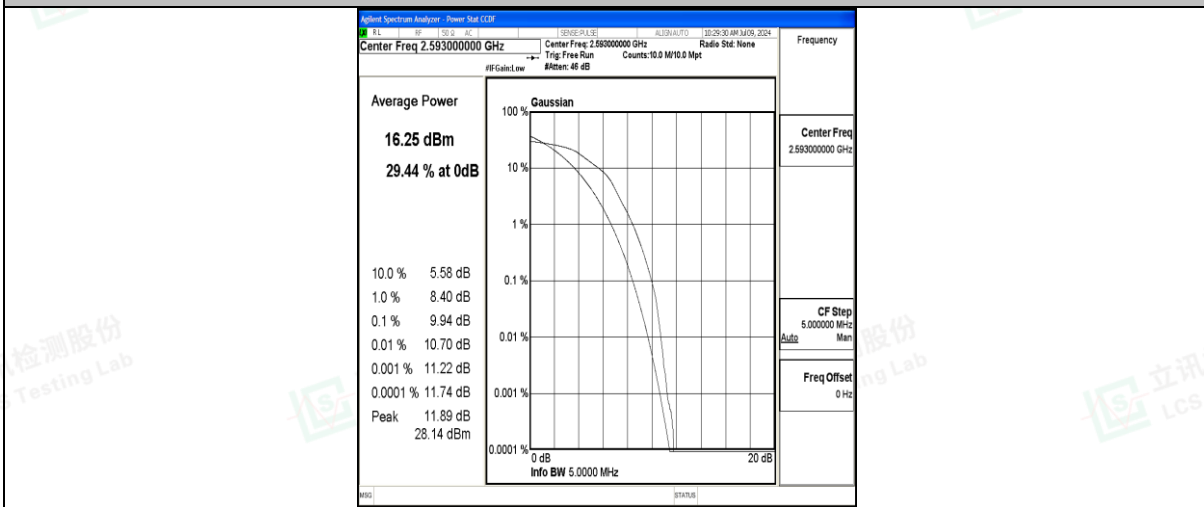 Agilent Spectrum Analyzer - Power Stat CCDF
RL RF 50 Ω AC SENSE:PULSE ALIGN AUTO 10:29:30 AM Jul 09, 2024
Center Freq 2.593000000 GHz
Center Freq: 2.593000000 GHz Radio Std: None
Trig: Free Run Counts:10.0 M/10.0 Mpt
#IFGain:Low #Atten: 46 dB
Frequency
Average Power
16.25 dBm
29.44 % at 0dB
10.0 % 5.58 dB
1.0 % 8.40 dB
0.1 % 9.94 dB
0.01 % 10.70 dB
0.001 % 11.22 dB
0.0001 % 11.74 dB
Peak 11.89 dB
28.14 dBm
Gaussian
100 %
10 %
1 %
0.1 %
0.01 %
0.001 %
0.0001 %
0 dB 20 dB
Info BW 5.0000 MHz
Center Freq
2.593000000 GHz
CF Step
5.000000 MHz
Auto Man
Freq Offset
0 Hz
MSG STATUS
检测股份
Testing Lab
股份
ng Lab
立讯
LCS